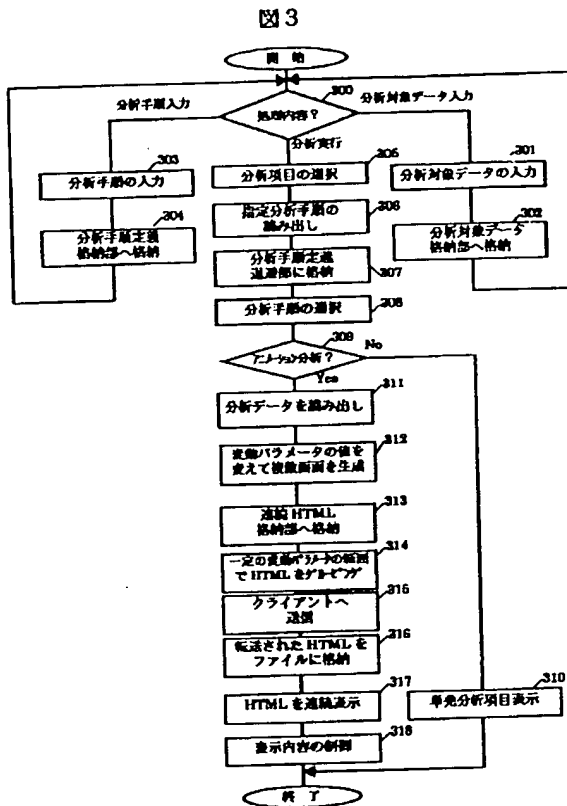 図3
開 始
300
分析手順入力
処理内容?
分析対象データ入力
分析実行
303
分析手順の入力
305
分析項目の選択
301
分析対象データの入力
304
分析手順定義
格納部へ格納
306
指定分析手順の
読み出し
302
分析対象データ
格納部へ格納
分析手順定義
退避部に格納
307
分析手順の選択
308
309
アニメーション分析?
No
Yes
311
分析データを読み出し
312
変動パラメータの値を
変えて複数画面を生成
313
連続HTML
格納部へ格納
314
一定の変動パラメータの範囲
でHTMLをグルーピング
315
クライアントへ
送信
316
転送されたHTMLを
ファイルに格納
317
HTMLを連続表示
310
単発分析項目表示
318
表示内容の制御
終 了